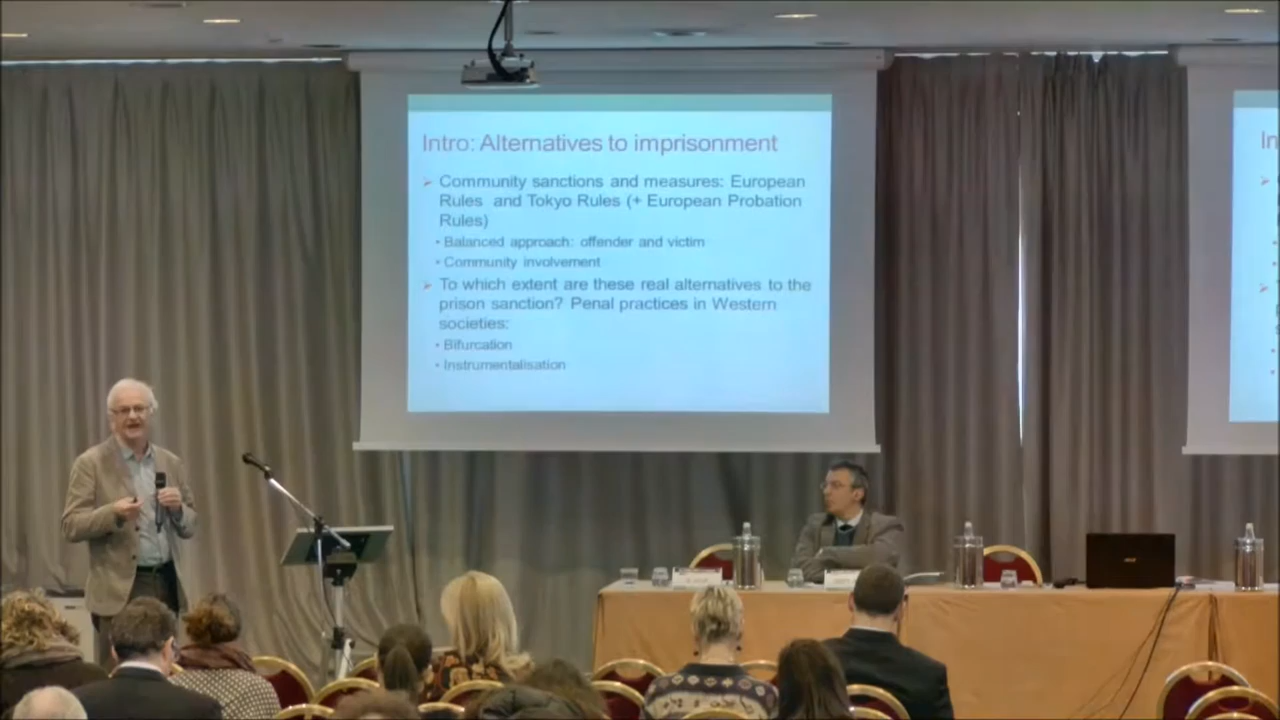 Intro: Alternatives to imprisonment
Community sanctions and measures: European
Rules and Tokyo Rules (+ European Probation
Rules)
• Balanced approach: offender and victim
• Community involvement
To which extent are these real alternatives to the
prison sanction? Penal practices in Western
societies:
• Bifurcation
• Instrumentalisation
In
acer